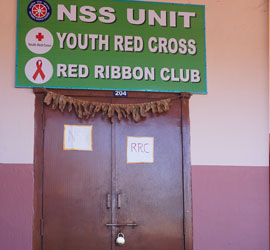 NSS UNIT
YOUTH RED CROSS
RED RIBBON CLUB
204
RRC